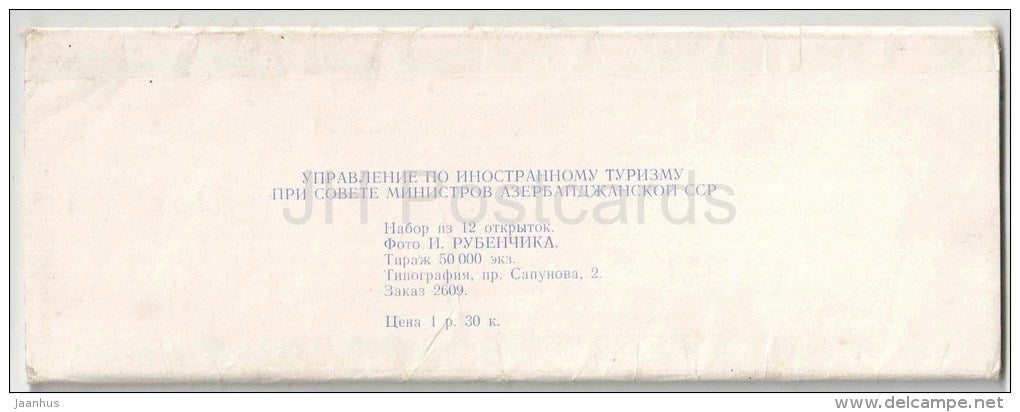 УПРАВЛЕНИЕ ПО ИНОСТРАННОМУ ТУРИЗМУ
ПРИ СОВЕТЕ МИНИСТРОВ АЗЕРБАЙДЖАНСКОЙ ССР
JH Postcards
Набор из 12 открыток.
Фото И. РУБЕНЧИКА.
Тираж 50 000 экз.
Типография, пр. Сапунова, 2.
Заказ 2609.
Цена 1 р. 30 к.
jaanhus
delcampe.net